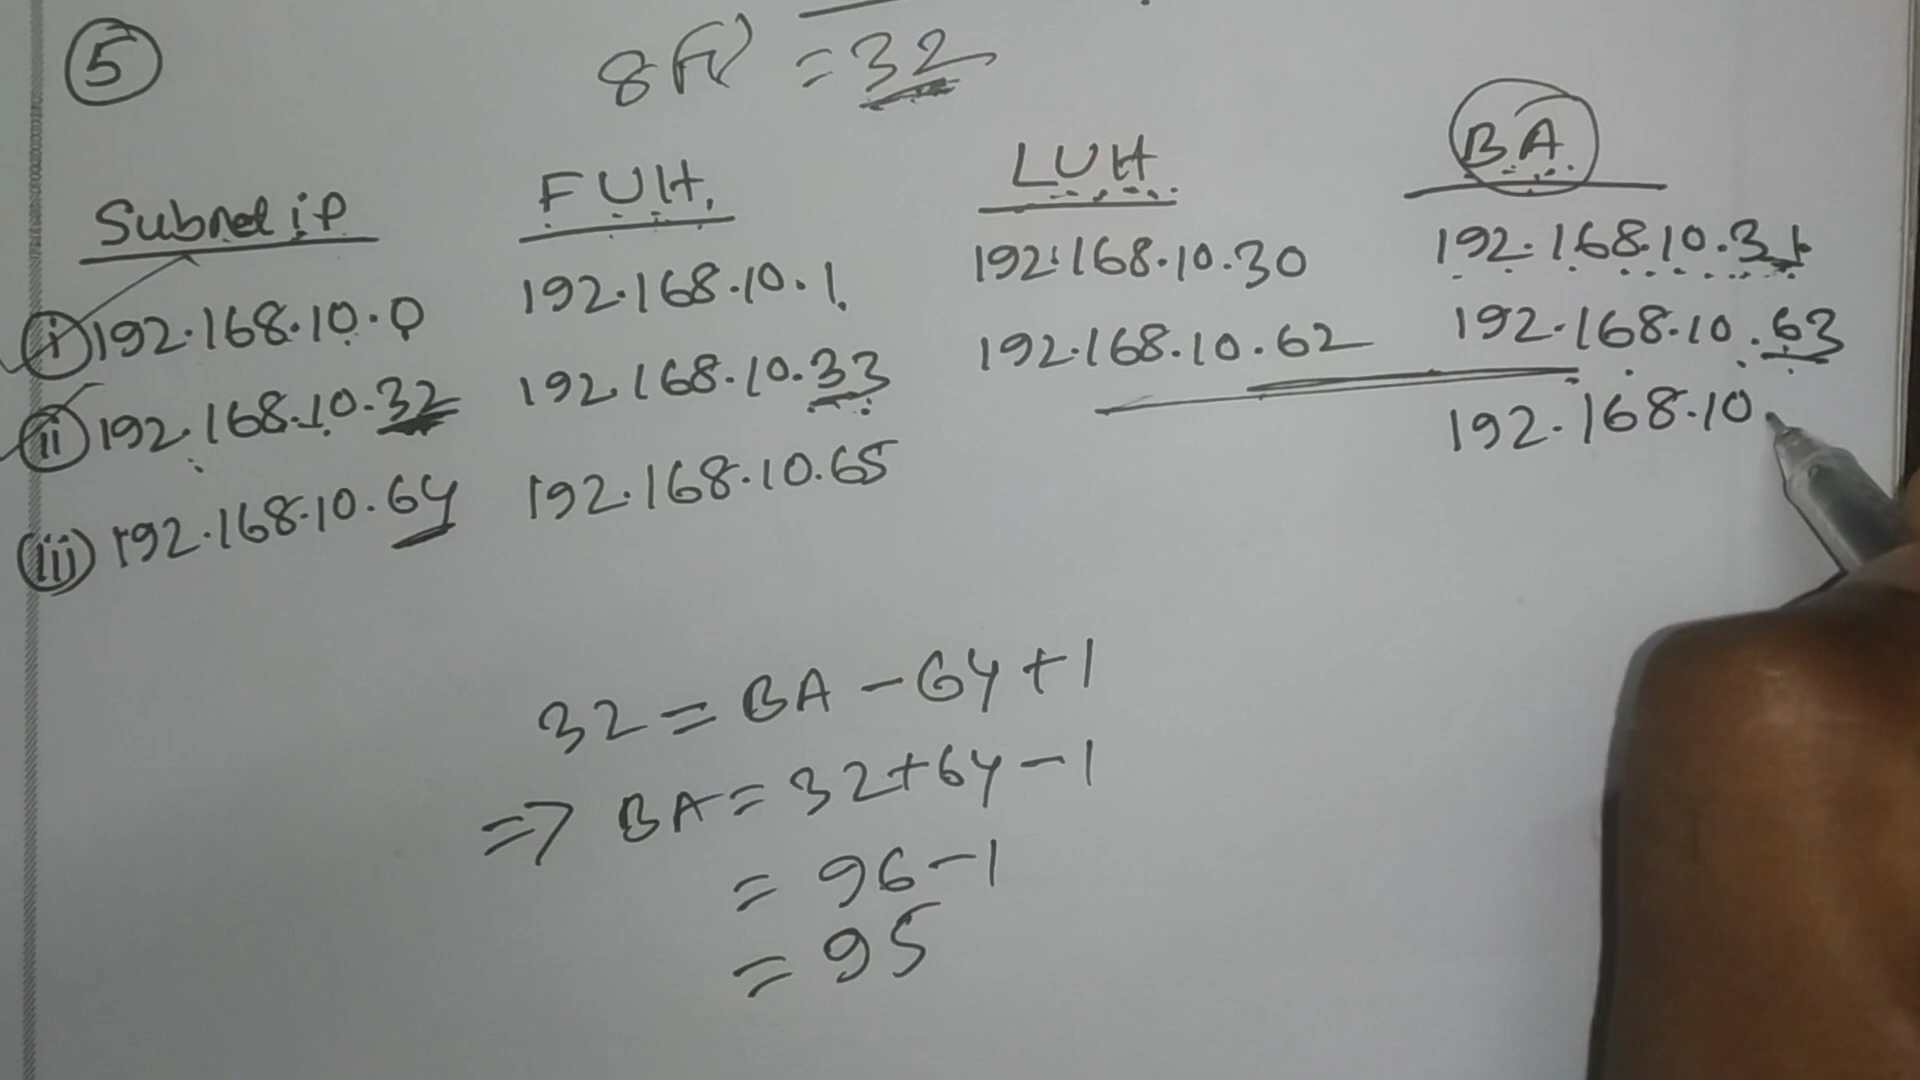 5
= 32
Subnet iP FUH. LUH BA
i 192.168.10.0 192.168.10.1 192.168.10.30 192.168.10.31
ii 192.168.10.32 192.168.10.33 192.168.10.62 192.168.10.63
iii 192.168.10.64 192.168.10.65 192.168.10.
32 = BA - 64 + 1
=> BA = 32 + 64 - 1
= 96 - 1
= 95